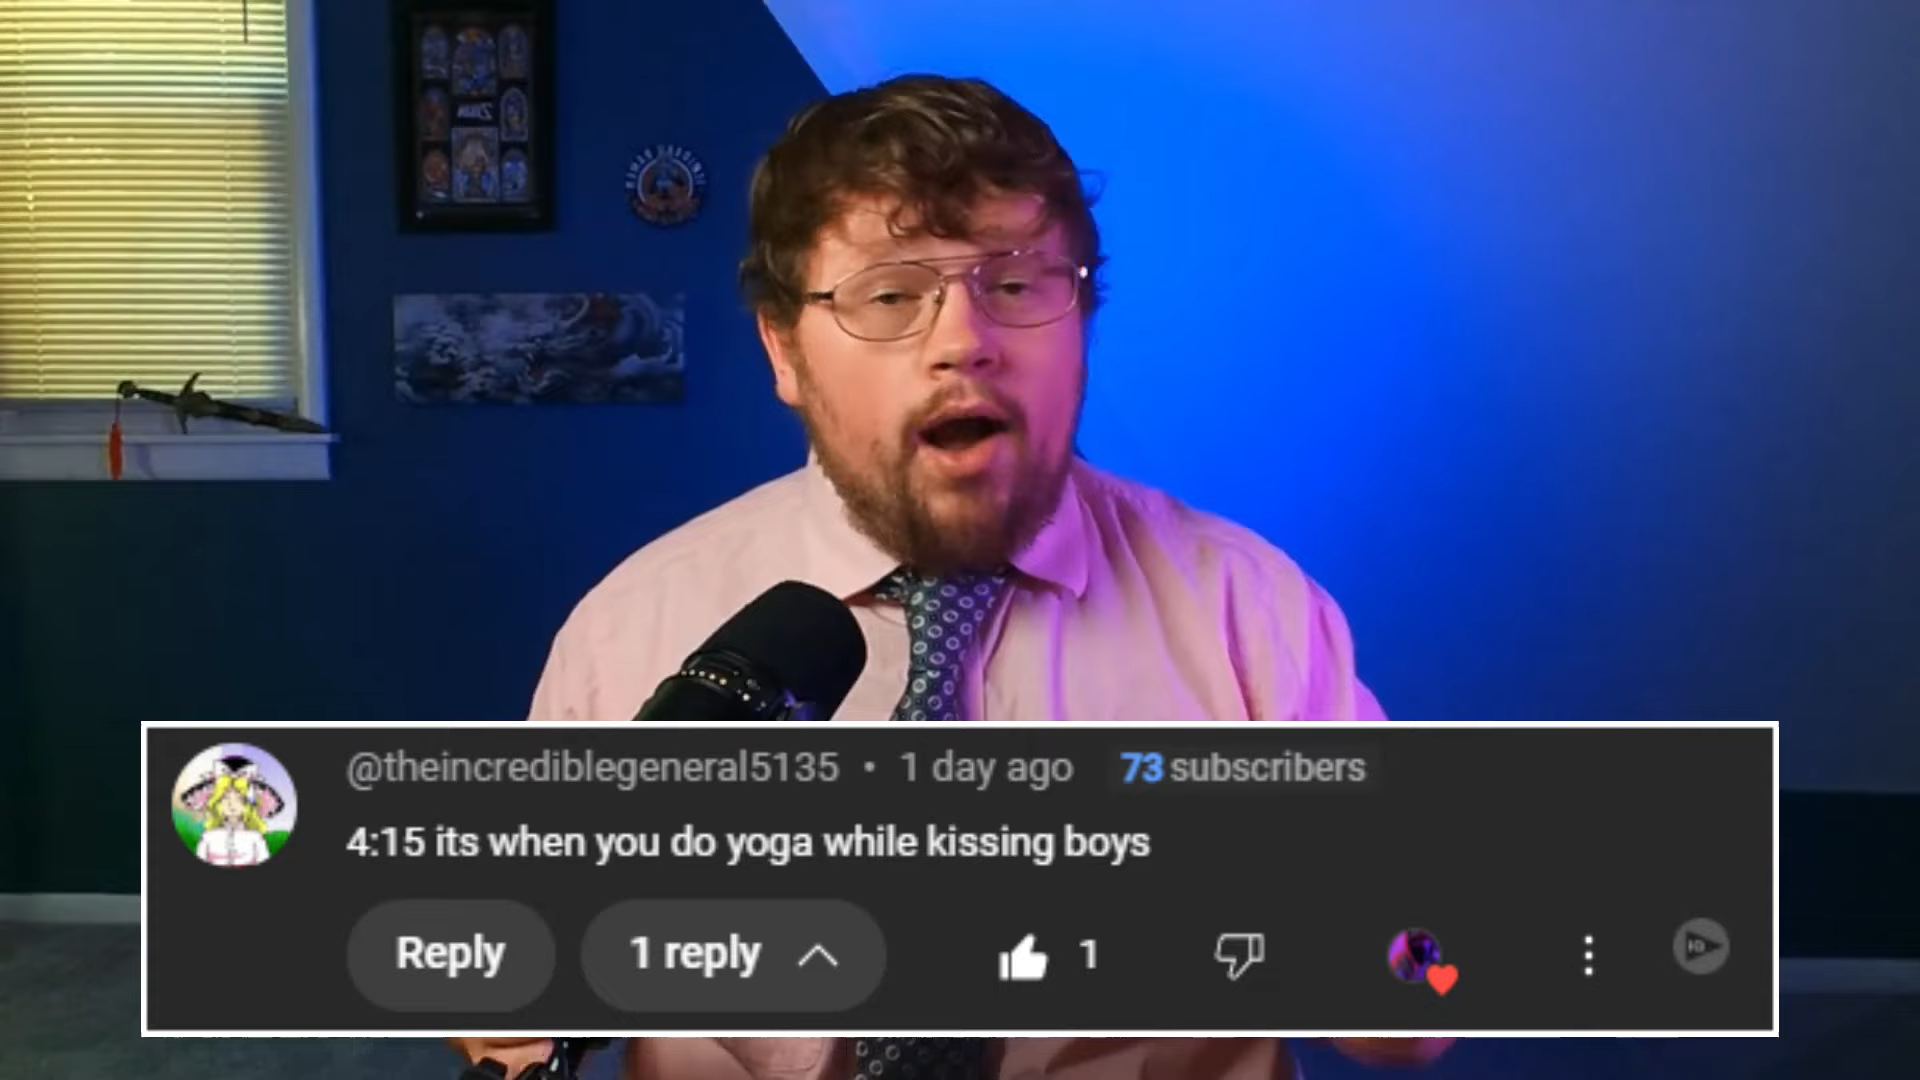 @theincrediblegeneral5135 • 1 day ago 73 subscribers
4:15 its when you do yoga while kissing boys
Reply 1 reply 1